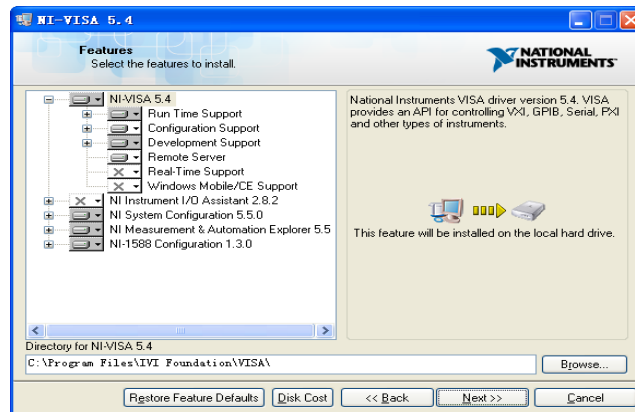 NI-VISA 5.4
Features
Select the features to install.
NATIONAL
INSTRUMENTS
NI-VISA 5.4
Run Time Support
Configuration Support
Development Support
Remote Server
Real-Time Support
Windows Mobile/CE Support
NI Instrument I/O Assistant 2.8.2
NI System Configuration 5.5.0
NI Measurement & Automation Explorer 5.5
NI-1588 Configuration 1.3.0
National Instruments VISA driver version 5.4. VISA
provides an API for controlling VXI, GPIB, Serial, PXI
and other types of instruments.
This feature will be installed on the local hard drive.
Directory for NI-VISA 5.4
C:\Program Files\IVI Foundation\VISA\
Browse...
Restore Feature Defaults
Disk Cost
<< Back
Next >>
Cancel